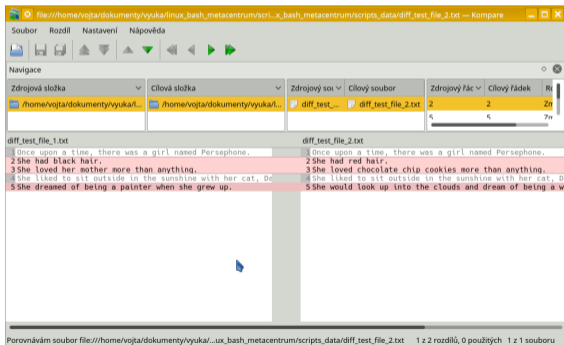 file:///home/vojta/dokumenty/vyuka/linux_bash_metacentrum/scri...x_bash_metacentrum/scripts_data/diff_test_file_2.txt — Kompare
Soubor Rozdíl Nastavení Nápověda
Navigace
Zdrojová složka Cílová složka Zdrojový sou Cílový soubor Zdrojový řác Cílový řádek Ro
/home/vojta/dokumenty/vyuka/l... /home/vojta/dokumenty/vyuka/l... diff_test_... diff_test_file_2.txt 2 2 Zm
5 5 Zm
diff_test_file_1.txt diff_test_file_2.txt
1 Once upon a time, there was a girl named Persephone. 1 Once upon a time, there was a girl named Persephone.
2 She had black hair. 2 She had red hair.
3 She loved her mother more than anything. 3 She loved chocolate chip cookies more than anything.
4 She liked to sit outside in the sunshine with her cat, De 4 She liked to sit outside in the sunshine with her cat, D
5 She dreamed of being a painter when she grew up. 5 She would look up into the clouds and dream of being a w
Porovnávám soubor file:///home/vojta/dokumenty/vyuka/...ux_bash_metacentrum/scripts_data/diff_test_file_2.txt 1 z 2 rozdílů, 0 použitých 1 z 1 souboru